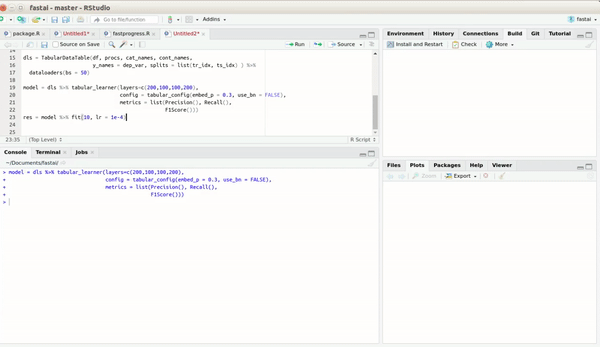 fastai - master - RStudio
Go to file/function
Addins
fastai
package.R
Untitled1*
fastprogress.R
Untitled2*
Source on Save
Run
Source
15 dls = TabularDataTable(df, procs, cat_names, cont_names,
16 y_names = dep_var, splits = list(tr_idx, ts_idx) ) %>%
17 dataloaders(bs = 50)
18
19 model = dls %>% tabular_learner(layers=c(200,100,100,200),
20 config = tabular_config(embed_p = 0.3, use_bn = FALSE),
21 metrics = list(Precision(), Recall(),
22 F1Score()))
23 res = model %>% fit(10, lr = 1e-4)
24
25
23:35
(Top Level)
R Script
Console
Terminal
Jobs
~/Documents/fastai/
> model = dls %>% tabular_learner(layers=c(200,100,100,200),
+ config = tabular_config(embed_p = 0.3, use_bn = FALSE),
+ metrics = list(Precision(), Recall(),
+ F1Score()))
>
Environment
History
Connections
Build
Git
Tutorial
Install and Restart
Check
More
Files
Plots
Packages
Help
Viewer
Zoom
Export